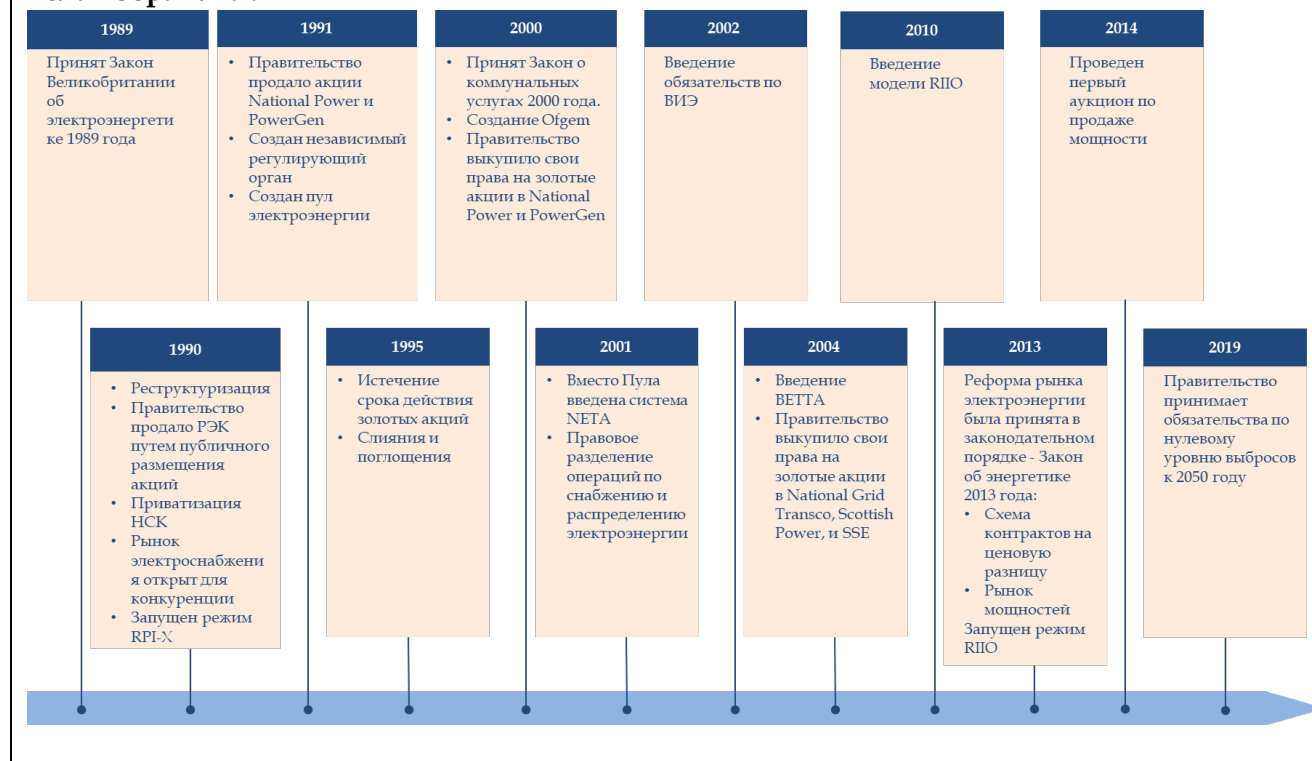 1989
Принят Закон
Великобритании
об
электроэнергети
ке 1989 года
1991
• Правительство
продало акции
National Power и
PowerGen
• Создан независимый
регулирующий
орган
• Создан пул
электроэнергии
2000
• Принят Закон о
коммунальных
услугах 2000 года.
• Создание Ofgem
• Правительство
выкупило свои
права на золотые
акции в National
Power и PowerGen
2002
Введение
обязательств по
ВИЭ
2010
Введение
модели RIIO
2014
Проведен
первый
аукцион по
продаже
мощности
1990
• Реструктуризация
• Правительство
продало РЭК
путем публичного
размещения
акций
• Приватизация
НСК
• Рынок
электроснабжени
я открыт для
конкуренции
• Запущен режим
RPI-X
1995
• Истечение
срока действия
золотых акций
• Слияния и
поглощения
2001
• Вместо Пула
введена система
NETA
• Правовое
разделение
операций по
снабжению и
распределению
электроэнергии
2004
• Введение
BETTA
• Правительство
выкупило свои
права на
золотые акции
в National Grid
Transco, Scottish
Power, и SSE
2013
Реформа рынка
электроэнергии
была принята в
законодательном
порядке - Закон
об энергетике
2013 года:
• Схема
контрактов на
ценовую
разницу
• Рынок
мощностей
Запущен режим
RIIO
2019
Правительство
принимает
обязательства по
нулевому
уровню выбросов
к 2050 году